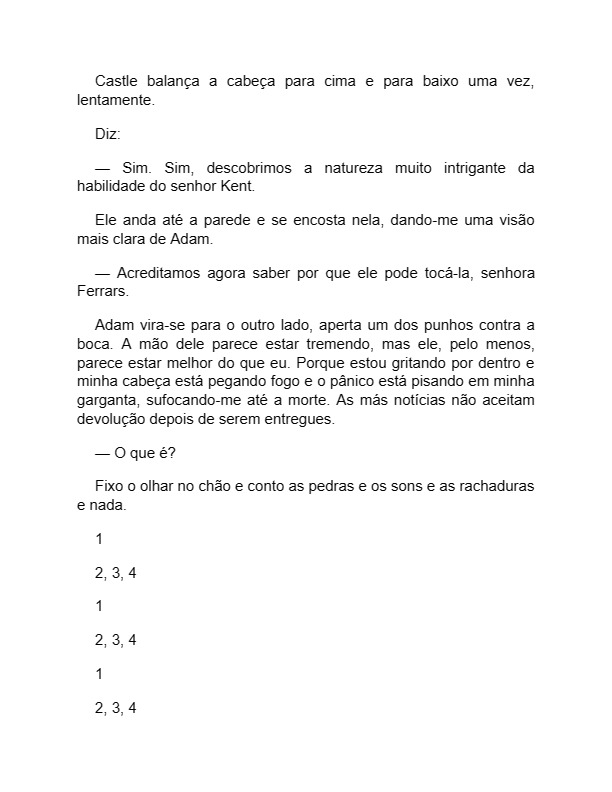 Castle balança a cabeça para cima e para baixo uma vez,
lentamente.
Diz:
— Sim. Sim, descobrimos a natureza muito intrigante da
habilidade do senhor Kent.
Ele anda até a parede e se encosta nela, dando-me uma visão
mais clara de Adam.
— Acreditamos agora saber por que ele pode tocá-la, senhora
Ferrars.
Adam vira-se para o outro lado, aperta um dos punhos contra a
boca. A mão dele parece estar tremendo, mas ele, pelo menos,
parece estar melhor do que eu. Porque estou gritando por dentro e
minha cabeça está pegando fogo e o pânico está pisando em minha
garganta, sufocando-me até a morte. As más notícias não aceitam
devolução depois de serem entregues.
— O que é?
Fixo o olhar no chão e conto as pedras e os sons e as rachaduras
e nada.
1
2, 3, 4
1
2, 3, 4
1
2, 3, 4